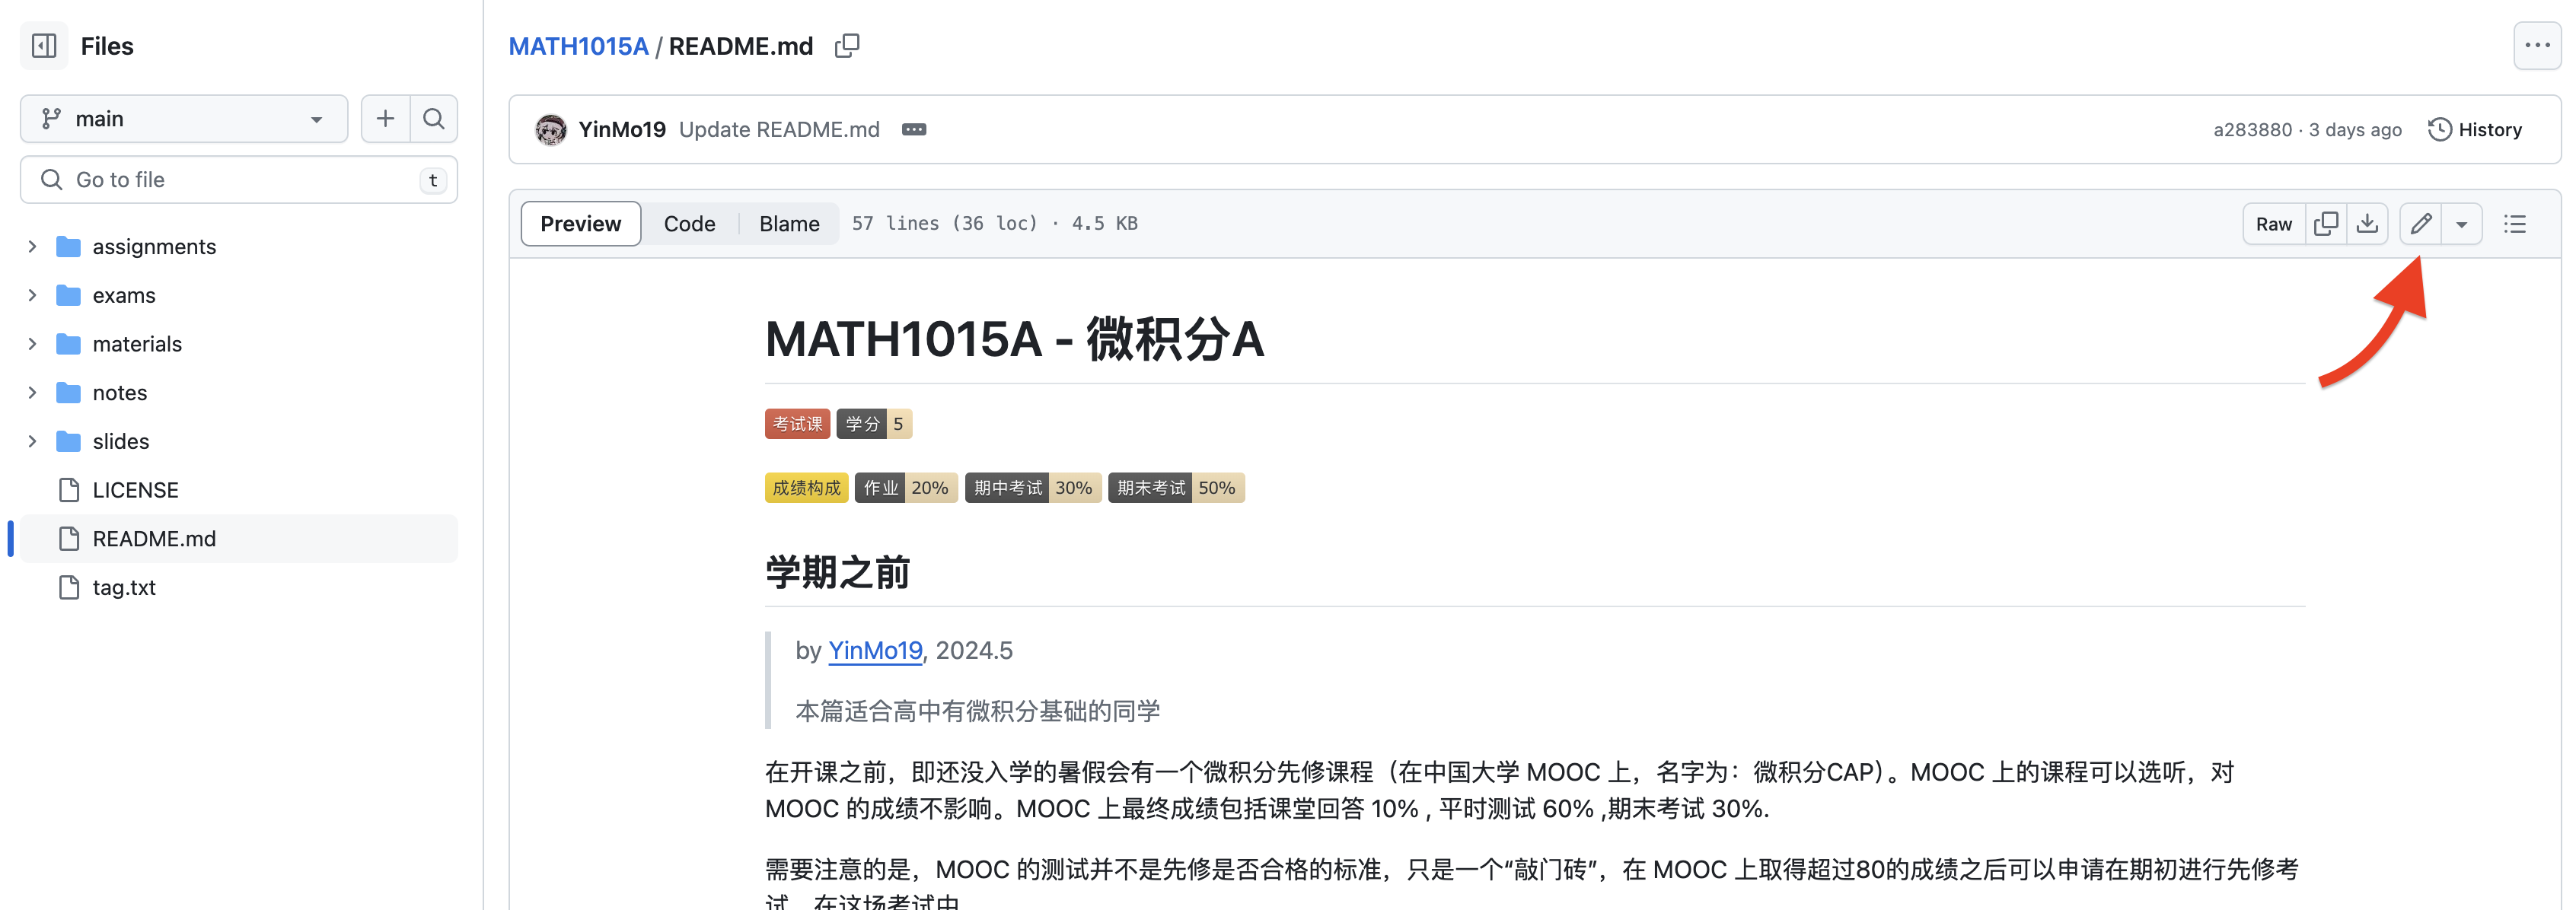 Files
main
Go to file
t
assignments
exams
materials
notes
slides
LICENSE
README.md
tag.txt
MATH1015A / README.md
YinMo19 Update README.md
a283880 · 3 days ago
History
Preview
Code
Blame
57 lines (36 loc) · 4.5 KB
Raw
MATH1015A - 微积分A
考试课 学分 5
成绩构成 作业 20% 期中考试 30% 期末考试 50%
学期之前
by YinMo19, 2024.5
本篇适合高中有微积分基础的同学
在开课之前，即还没入学的暑假会有一个微积分先修课程（在中国大学 MOOC 上，名字为：微积分CAP）。MOOC 上的课程可以选听，对
MOOC 的成绩不影响。MOOC 上最终成绩包括课堂回答 10% , 平时测试 60% ,期末考试 30%.
需要注意的是，MOOC 的测试并不是先修是否合格的标准，只是一个“敲门砖”，在 MOOC 上取得超过80的成绩之后可以申请在期初进行先修考
试，在这场考试中